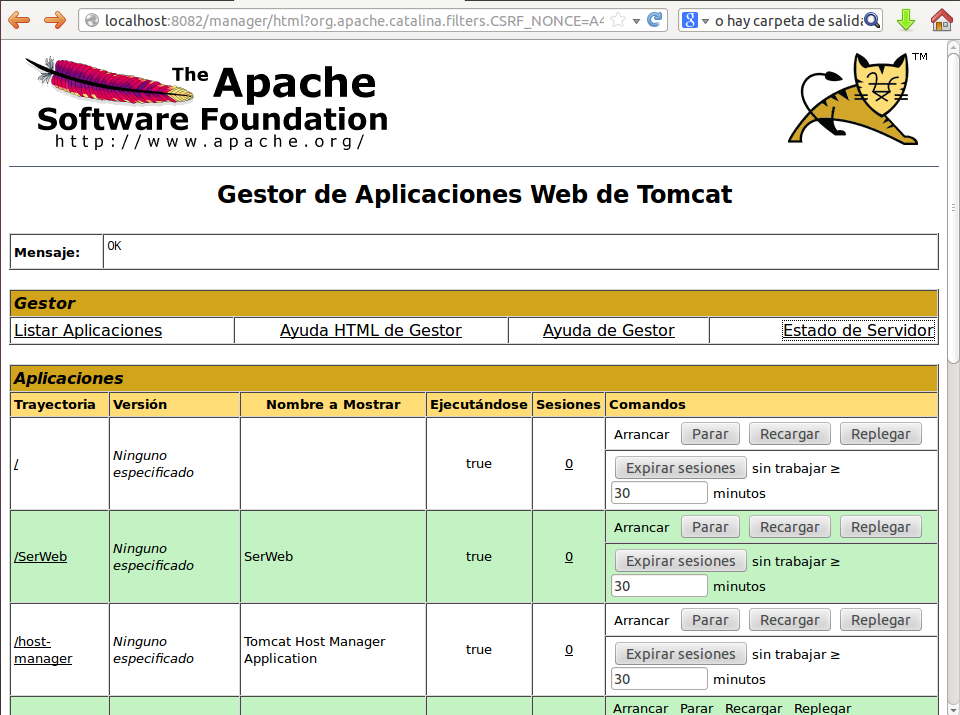 localhost:8082/manager/html?org.apache.catalina.filters.CSRF_NONCE=A4
8 o hay carpeta de salida
The Apache
Software Foundation
http://www.apache.org/
TM
Gestor de Aplicaciones Web de Tomcat
Mensaje: OK
Gestor
Listar Aplicaciones Ayuda HTML de Gestor Ayuda de Gestor Estado de Servidor
Aplicaciones
Trayectoria Versión Nombre a Mostrar Ejecutándose Sesiones Comandos
/ Ninguno especificado true 0 Arrancar Parar Recargar Replegar
Expirar sesiones sin trabajar ≥
30 minutos
/SerWeb Ninguno especificado SerWeb true 0 Arrancar Parar Recargar Replegar
Expirar sesiones sin trabajar ≥
30 minutos
/host-manager Ninguno especificado Tomcat Host Manager Application true 0 Arrancar Parar Recargar Replegar
Expirar sesiones sin trabajar ≥
30 minutos
Arrancar Parar Recargar Replegar